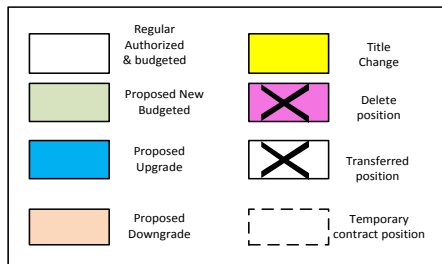 Regular
Authorized
& budgeted
Title
Change
Proposed New
Budgeted
Delete
position
Proposed
Upgrade
Transferred
position
Proposed
Downgrade
Temporary
contract position